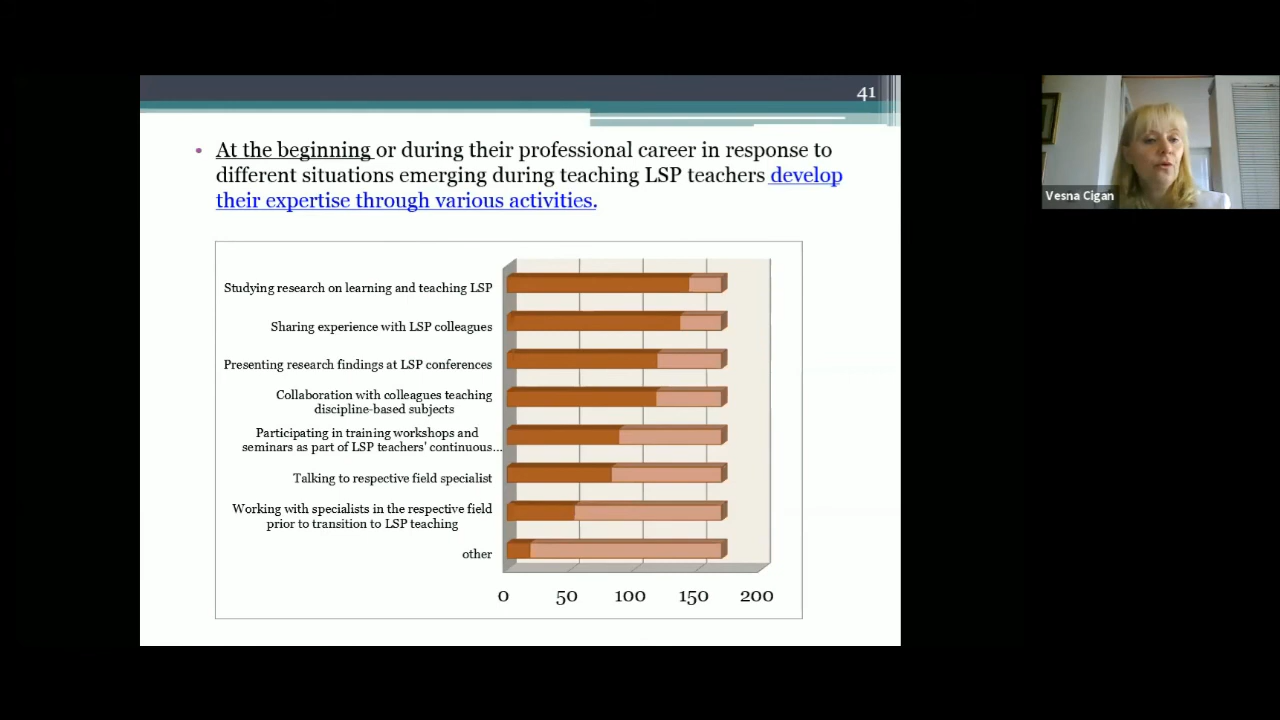 41
• At the beginning or during their professional career in response to
different situations emerging during teaching LSP teachers develop
their expertise through various activities.
Studying research on learning and teaching LSP
Sharing experience with LSP colleagues
Presenting research findings at LSP conferences
Collaboration with colleagues teaching
discipline-based subjects
Participating in training workshops and
seminars as part of LSP teachers' continuous...
Talking to respective field specialist
Working with specialists in the respective field
prior to transition to LSP teaching
other
0 50 100 150 200
Vesna Cigan